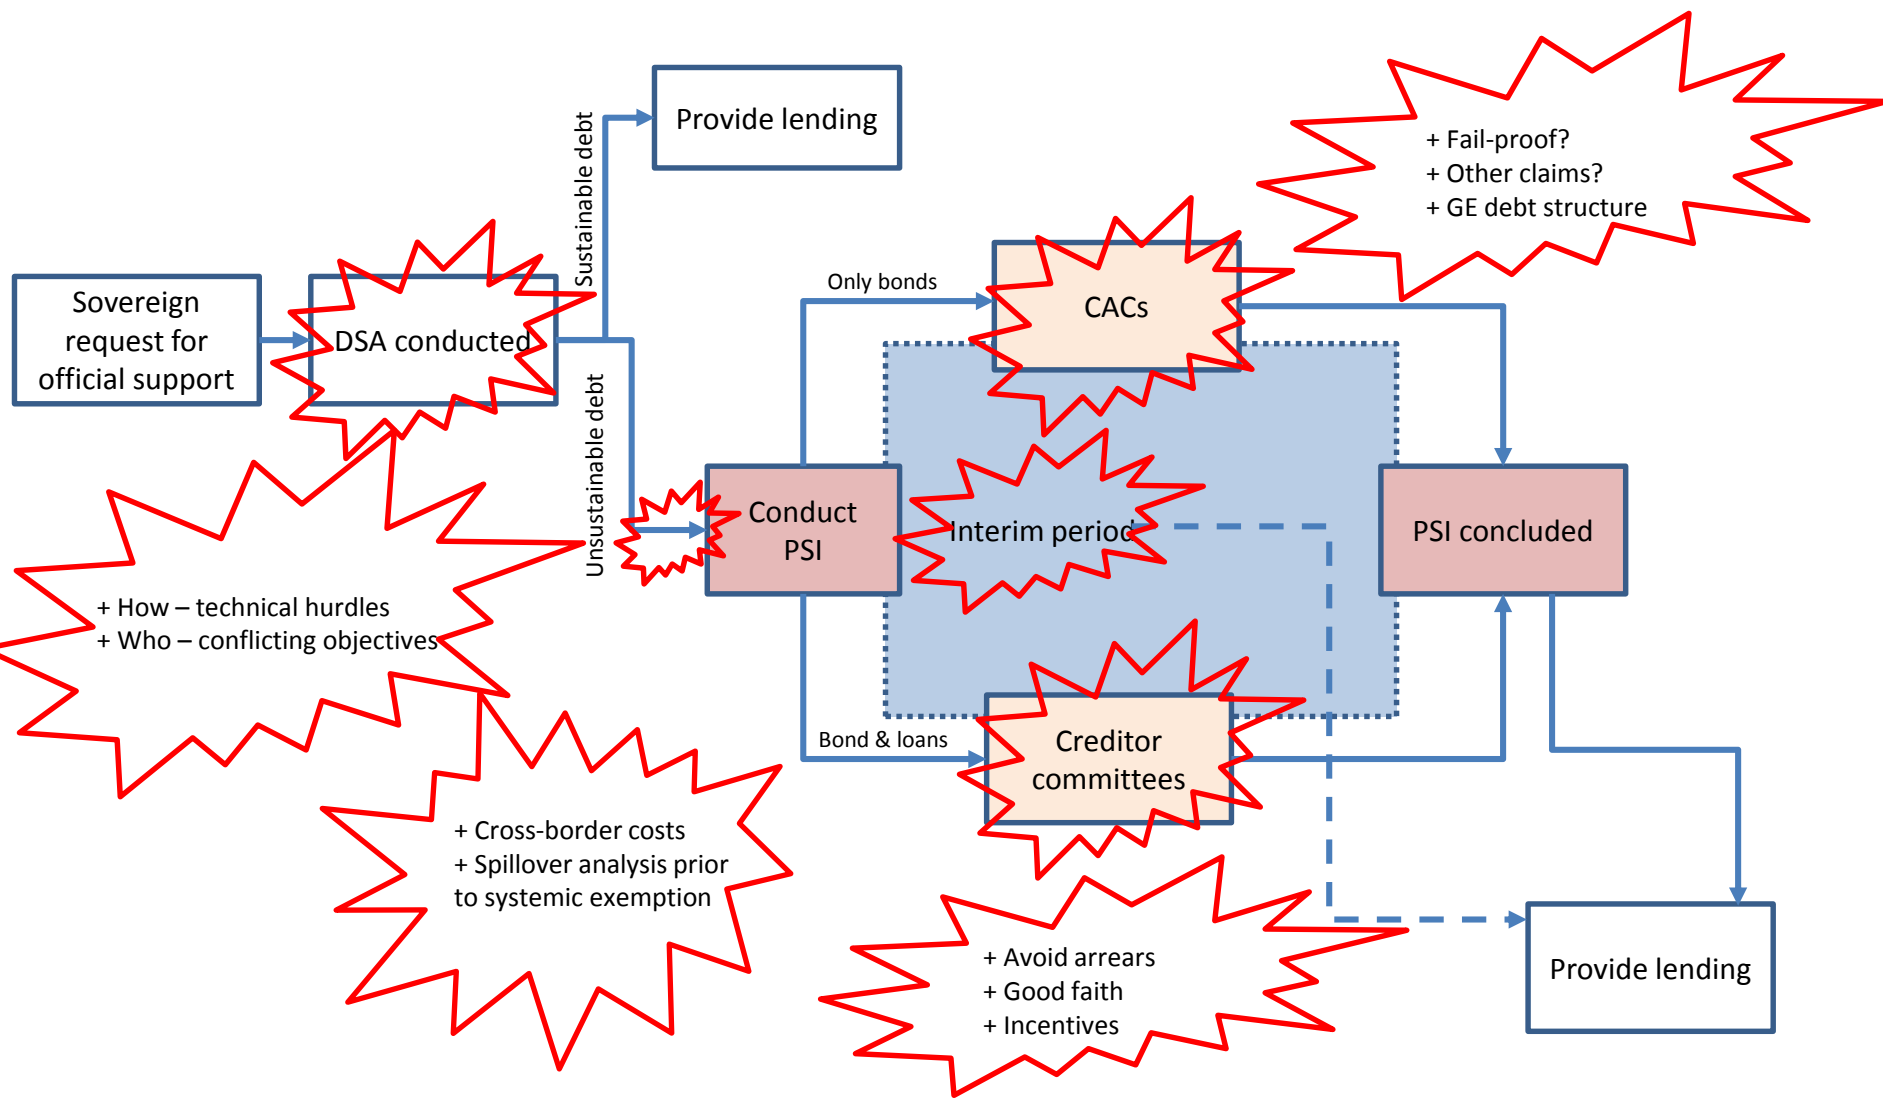 Provide lending
Sustainable debt
+ Fail-proof?
+ Other claims?
+ GE debt structure
Sovereign
request for
official support
DSA conducted
Only bonds
CACs
Unsustainable debt
Conduct
PSI
Interim period
PSI concluded
+ How – technical hurdles
+ Who – conflicting objectives
Bond & loans
Creditor
committees
+ Cross-border costs
+ Spillover analysis prior
to systemic exemption
+ Avoid arrears
+ Good faith
+ Incentives
Provide lending